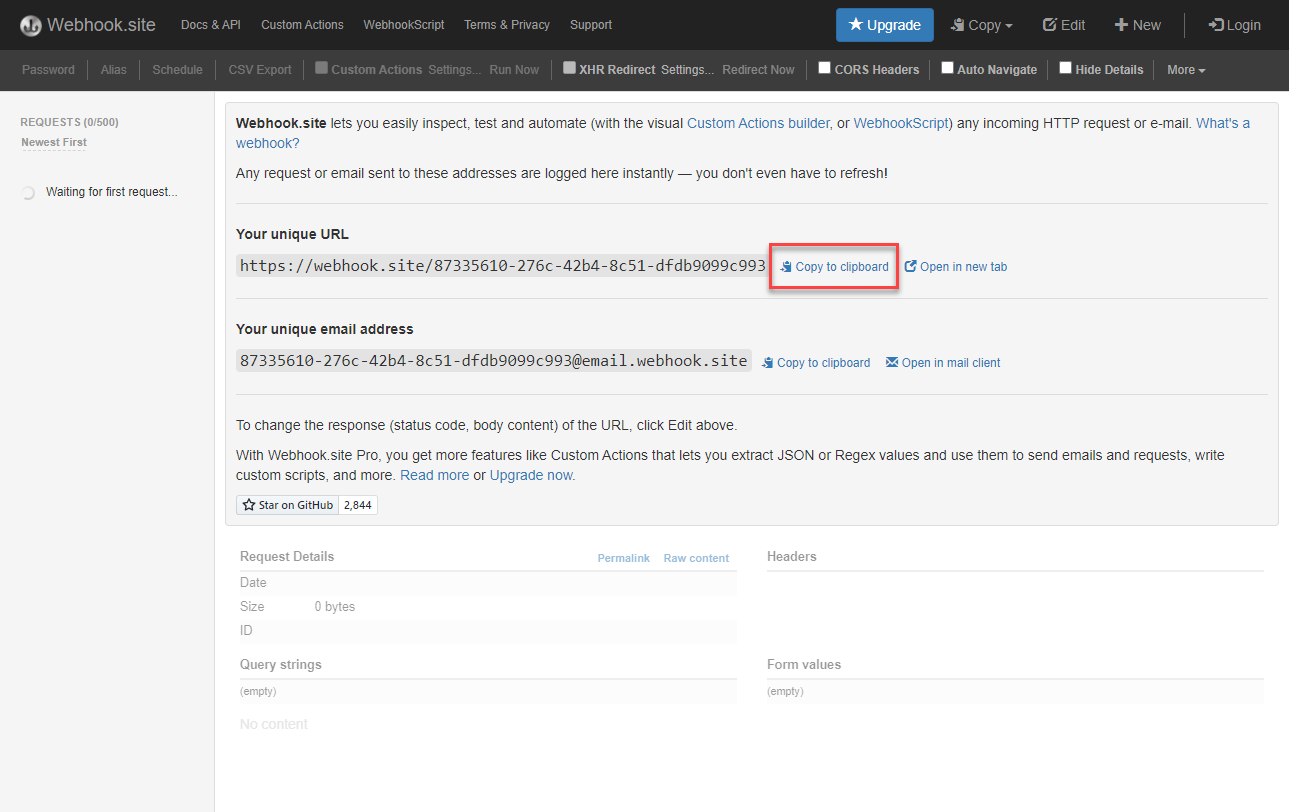 Webhook.site Docs & API Custom Actions WebhookScript Terms & Privacy Support Upgrade Copy Edit New Login
Password Alias Schedule CSV Export Custom Actions Settings... Run Now XHR Redirect Settings... Redirect Now CORS Headers Auto Navigate Hide Details More
REQUESTS (0/500)
Newest First
Waiting for first request...
Webhook.site lets you easily inspect, test and automate (with the visual Custom Actions builder, or WebhookScript) any incoming HTTP request or e-mail. What's a
webhook?
Any request or email sent to these addresses are logged here instantly — you don't even have to refresh!
Your unique URL
https://webhook.site/87335610-276c-42b4-8c51-dfdb9099c993 Copy to clipboard Open in new tab
Your unique email address
87335610-276c-42b4-8c51-dfdb9099c993@email.webhook.site Copy to clipboard Open in mail client
To change the response (status code, body content) of the URL, click Edit above.
With Webhook.site Pro, you get more features like Custom Actions that lets you extract JSON or Regex values and use them to send emails and requests, write
custom scripts, and more. Read more or Upgrade now.
Star on GitHub 2,844
Request Details Permalink Raw content Headers
Date
Size 0 bytes
ID
Query strings Form values
(empty) (empty)
No content